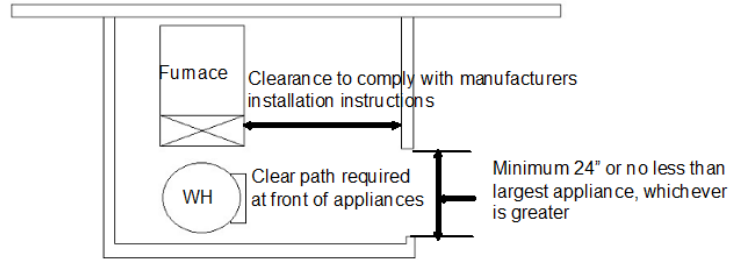 Furnace
Clearance to comply with manufacturers
installation instructions
WH
Clear path required
at front of appliances
Minimum 24” or no less than
largest appliance, whichever
is greater